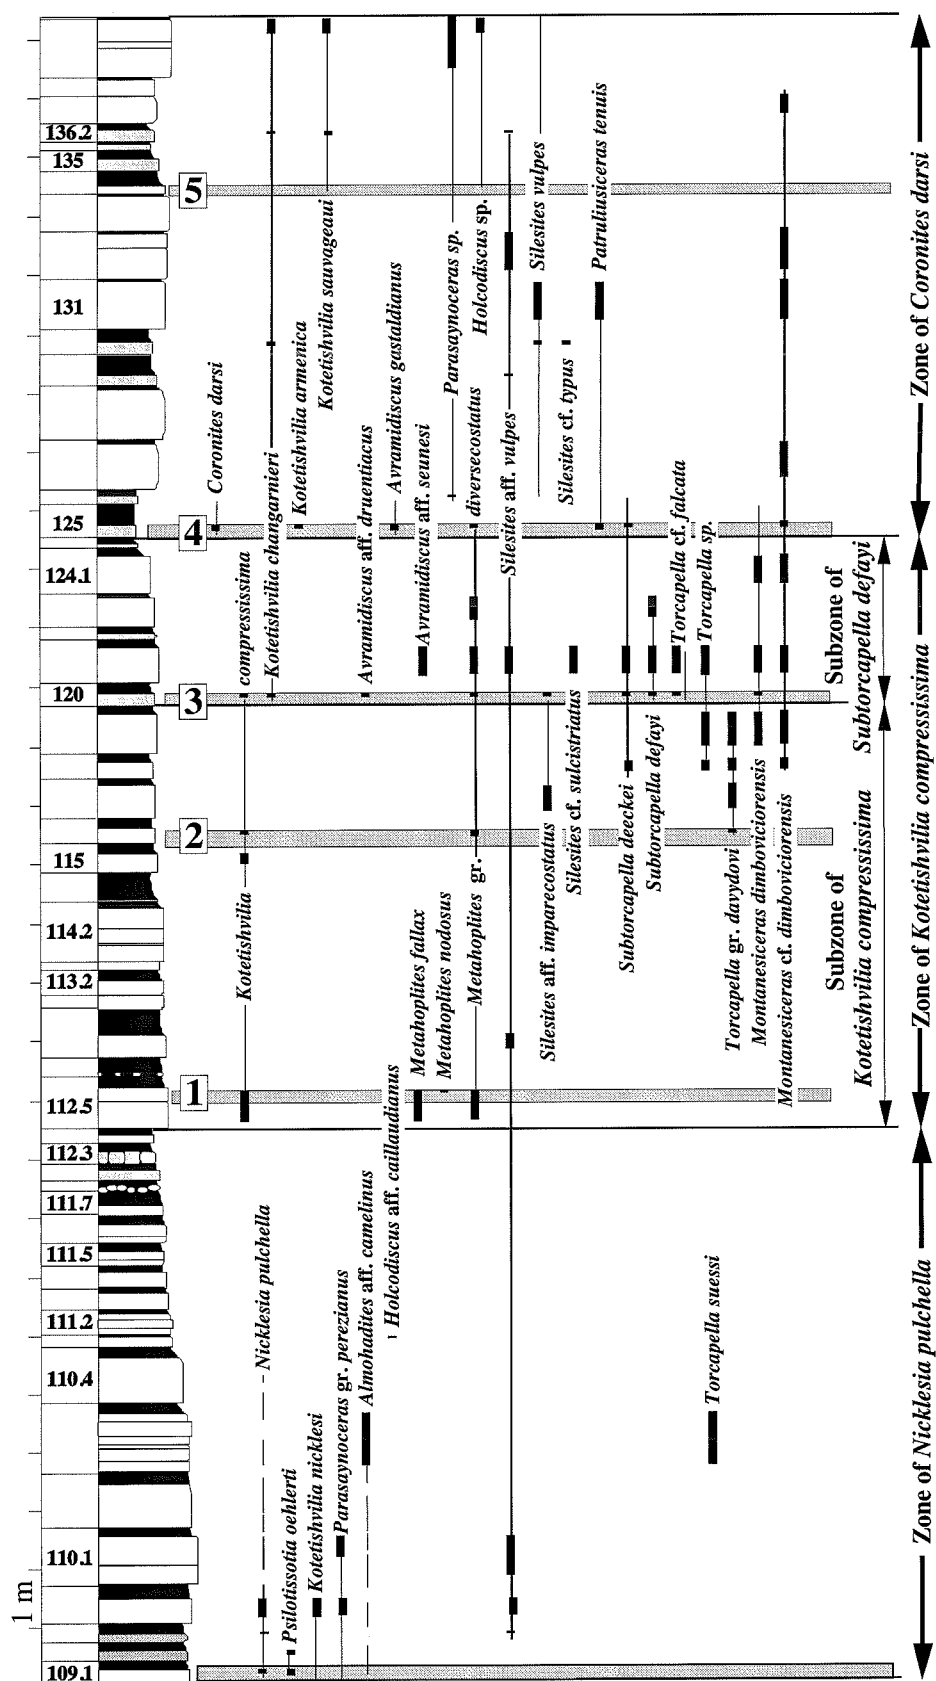 136.2
135
131
125
124.1
120
115
114.2
113.2
112.5
112.3
111.7
111.5
111.2
110.4
110.1
109.1
1 m
5
4
3
2
1
Coronites darsi
Kotetishvilia changarnieri
Kotetishvilia armenica
Kotetishvilia sauvageaui
Avramidiscus aff. druentiacus
Avramidiscus gastaldianus
Avramidiscus aff. seunesi
Parasaynoceras sp.
Holcodiscus sp.
Metahoplites gr. diversecostatus
Silesites aff. vulpes
Silesites vulpes
Silesites cf. typus
Patruliusiceras tenuis
Kotetishvilia compressissima
Silesites aff. imparecostatus
Silesites cf. sulcistriatus
Subtorcapella deeckei
Subtorcapella defayi
Torcapella cf. falcata
Torcapella sp.
Torcapella gr. davydovi
Montanesiceras dimboviciorensis
Montanesiceras cf. dimboviciorensis
Metahoplites fallax
Metahoplites nodosus
Nicklesia pulchella
Psilotissotia oehlerti
Kotetishvilia nicklesi
Parasaynoceras gr. perezianus
Almohadites aff. camelinus
Holcodiscus aff. caillaudianus
Torcapella suessi
Subzone of
Subtorcapella defayi
Subzone of
Kotetishvilia compressissima
Zone of Coronites darsi
Zone of Kotetishvilia compressissima
Zone of Nicklesia pulchella